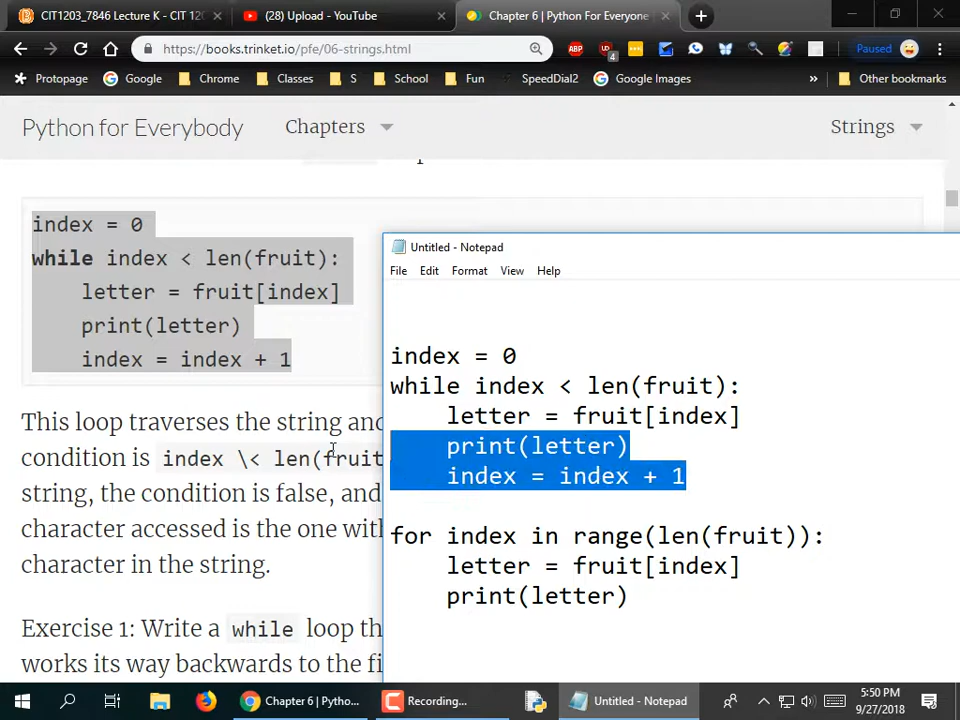 CIT1203_7846 Lecture K - CIT 120
(28) Upload - YouTube
Chapter 6 | Python For Everyone
https://books.trinket.io/pfe/06-strings.html
ABP
4
Paused
Protopage
Google
Chrome
Classes
S
School
Fun
SpeedDial2
Google Images
»
Other bookmarks
Python for Everybody
Chapters
Strings
index = 0
while index < len(fruit):
letter = fruit[index]
print(letter)
index = index + 1
This loop traverses the string and
condition is index \< len(fruit
string, the condition is false, and
character accessed is the one with
character in the string.
Exercise 1: Write a while loop th
works its way backwards to the fi
Untitled - Notepad
File Edit Format View Help
index = 0
while index < len(fruit):
letter = fruit[index]
print(letter)
index = index + 1
for index in range(len(fruit)):
letter = fruit[index]
print(letter)
Chapter 6 | Pytho...
Recording...
Untitled - Notepad
5:50 PM
9/27/2018